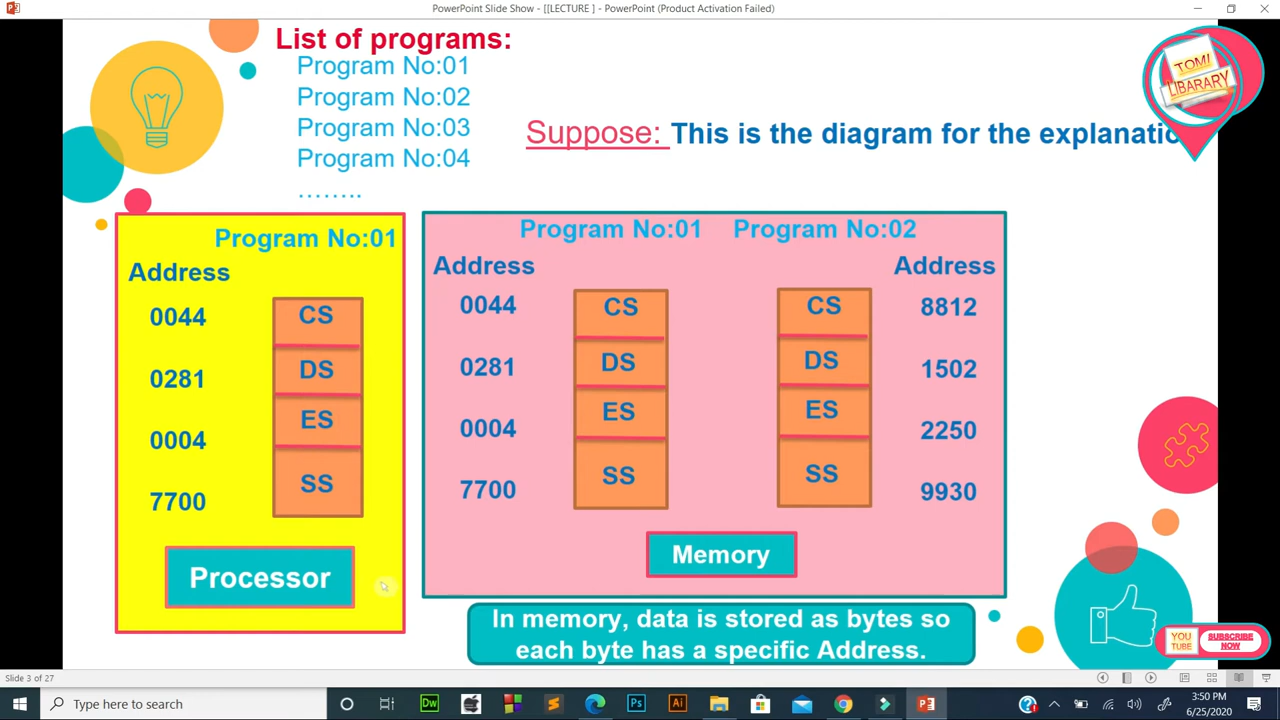 PowerPoint Slide Show - [[LECTURE ] - PowerPoint (Product Activation Failed)
List of programs:
Program No:01
Program No:02
Program No:03
Program No:04
……..
Suppose: This is the diagram for the explanatio
TOMI
LIBARARY
Program No:01
Address
0044 CS
0281 DS
0004 ES
7700 SS
Processor
Program No:01 Program No:02
Address Address
0044 CS CS 8812
0281 DS DS 1502
0004 ES ES 2250
7700 SS SS 9930
Memory
In memory, data is stored as bytes so
each byte has a specific Address.
YOU
TUBE
SUBSCRIBE
NOW
Slide 3 of 27
Type here to search
Dw
Ps
Ai
3:50 PM
6/25/2020